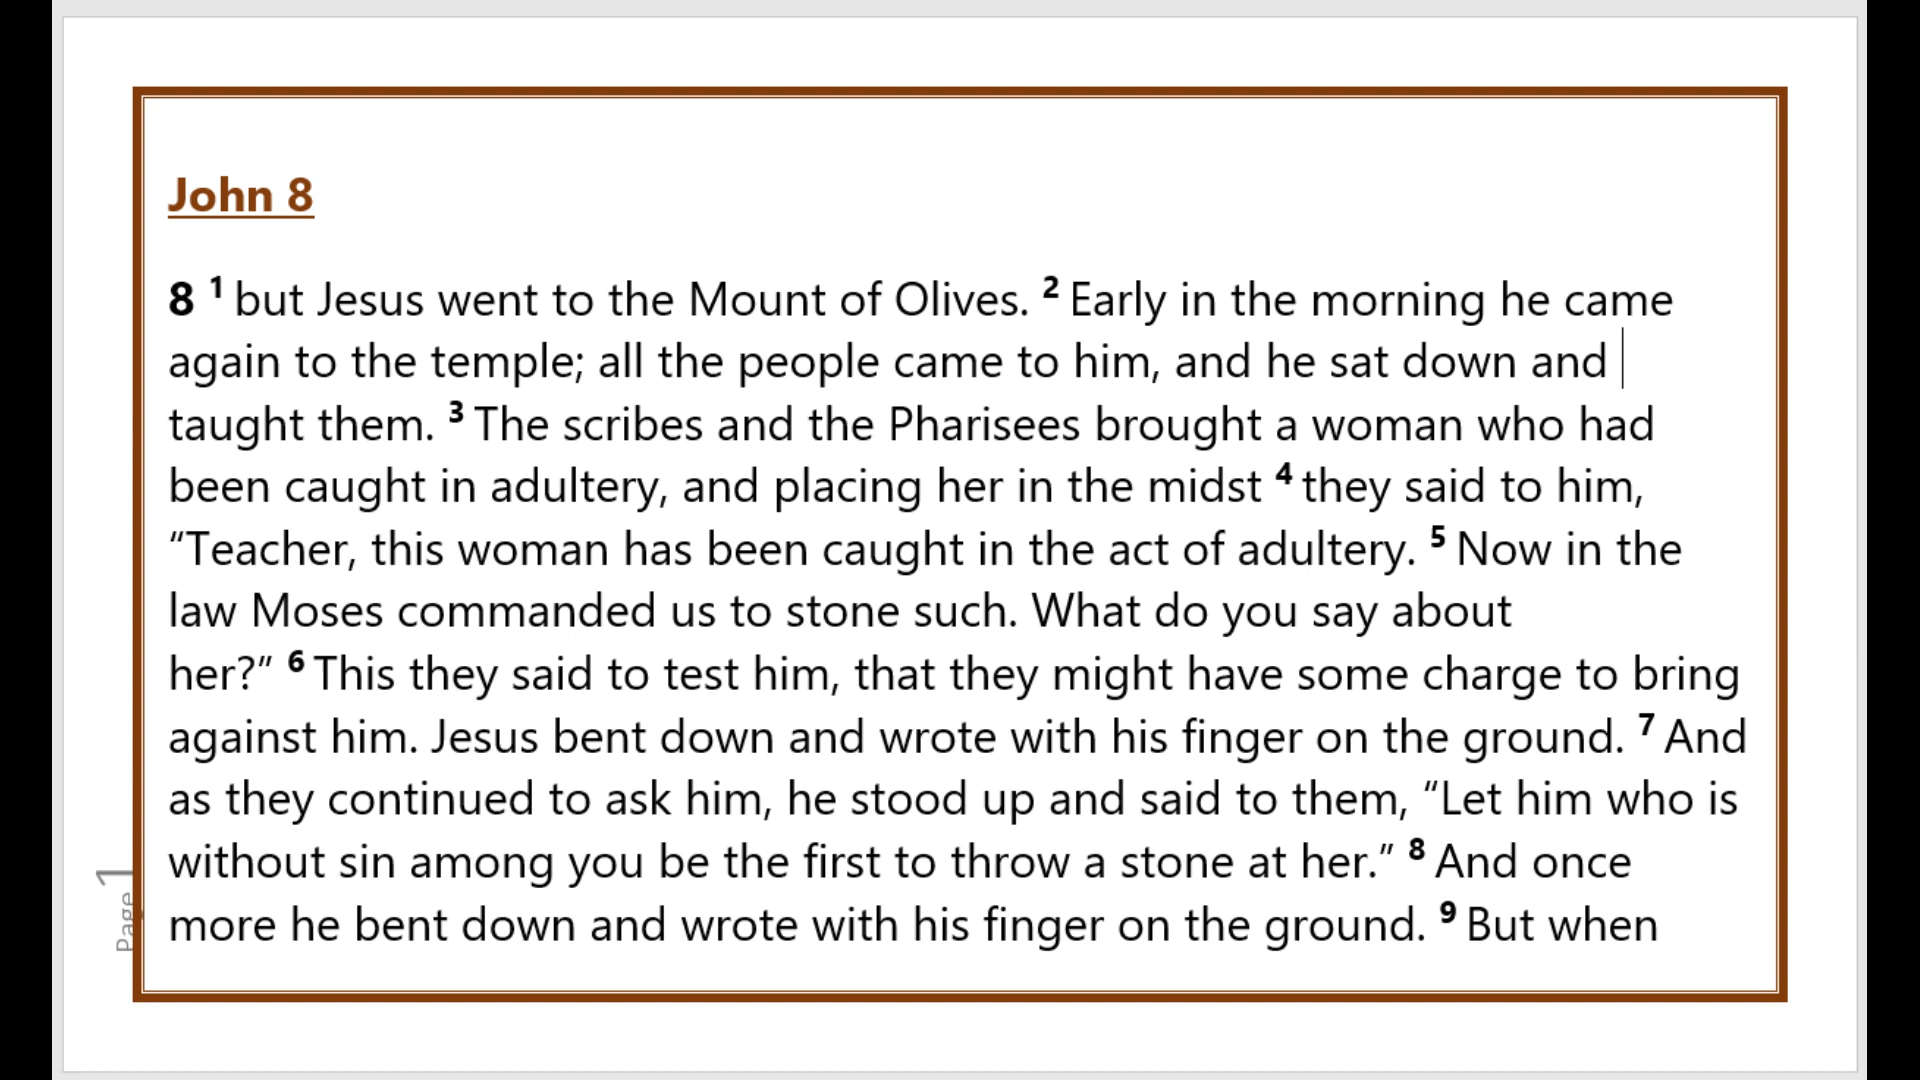 John 8
8 1 but Jesus went to the Mount of Olives. 2 Early in the morning he came
again to the temple; all the people came to him, and he sat down and
taught them. 3 The scribes and the Pharisees brought a woman who had
been caught in adultery, and placing her in the midst 4 they said to him,
“Teacher, this woman has been caught in the act of adultery. 5 Now in the
law Moses commanded us to stone such. What do you say about
her?” 6 This they said to test him, that they might have some charge to bring
against him. Jesus bent down and wrote with his finger on the ground. 7 And
as they continued to ask him, he stood up and said to them, “Let him who is
without sin among you be the first to throw a stone at her.” 8 And once
more he bent down and wrote with his finger on the ground. 9 But when
Page 1